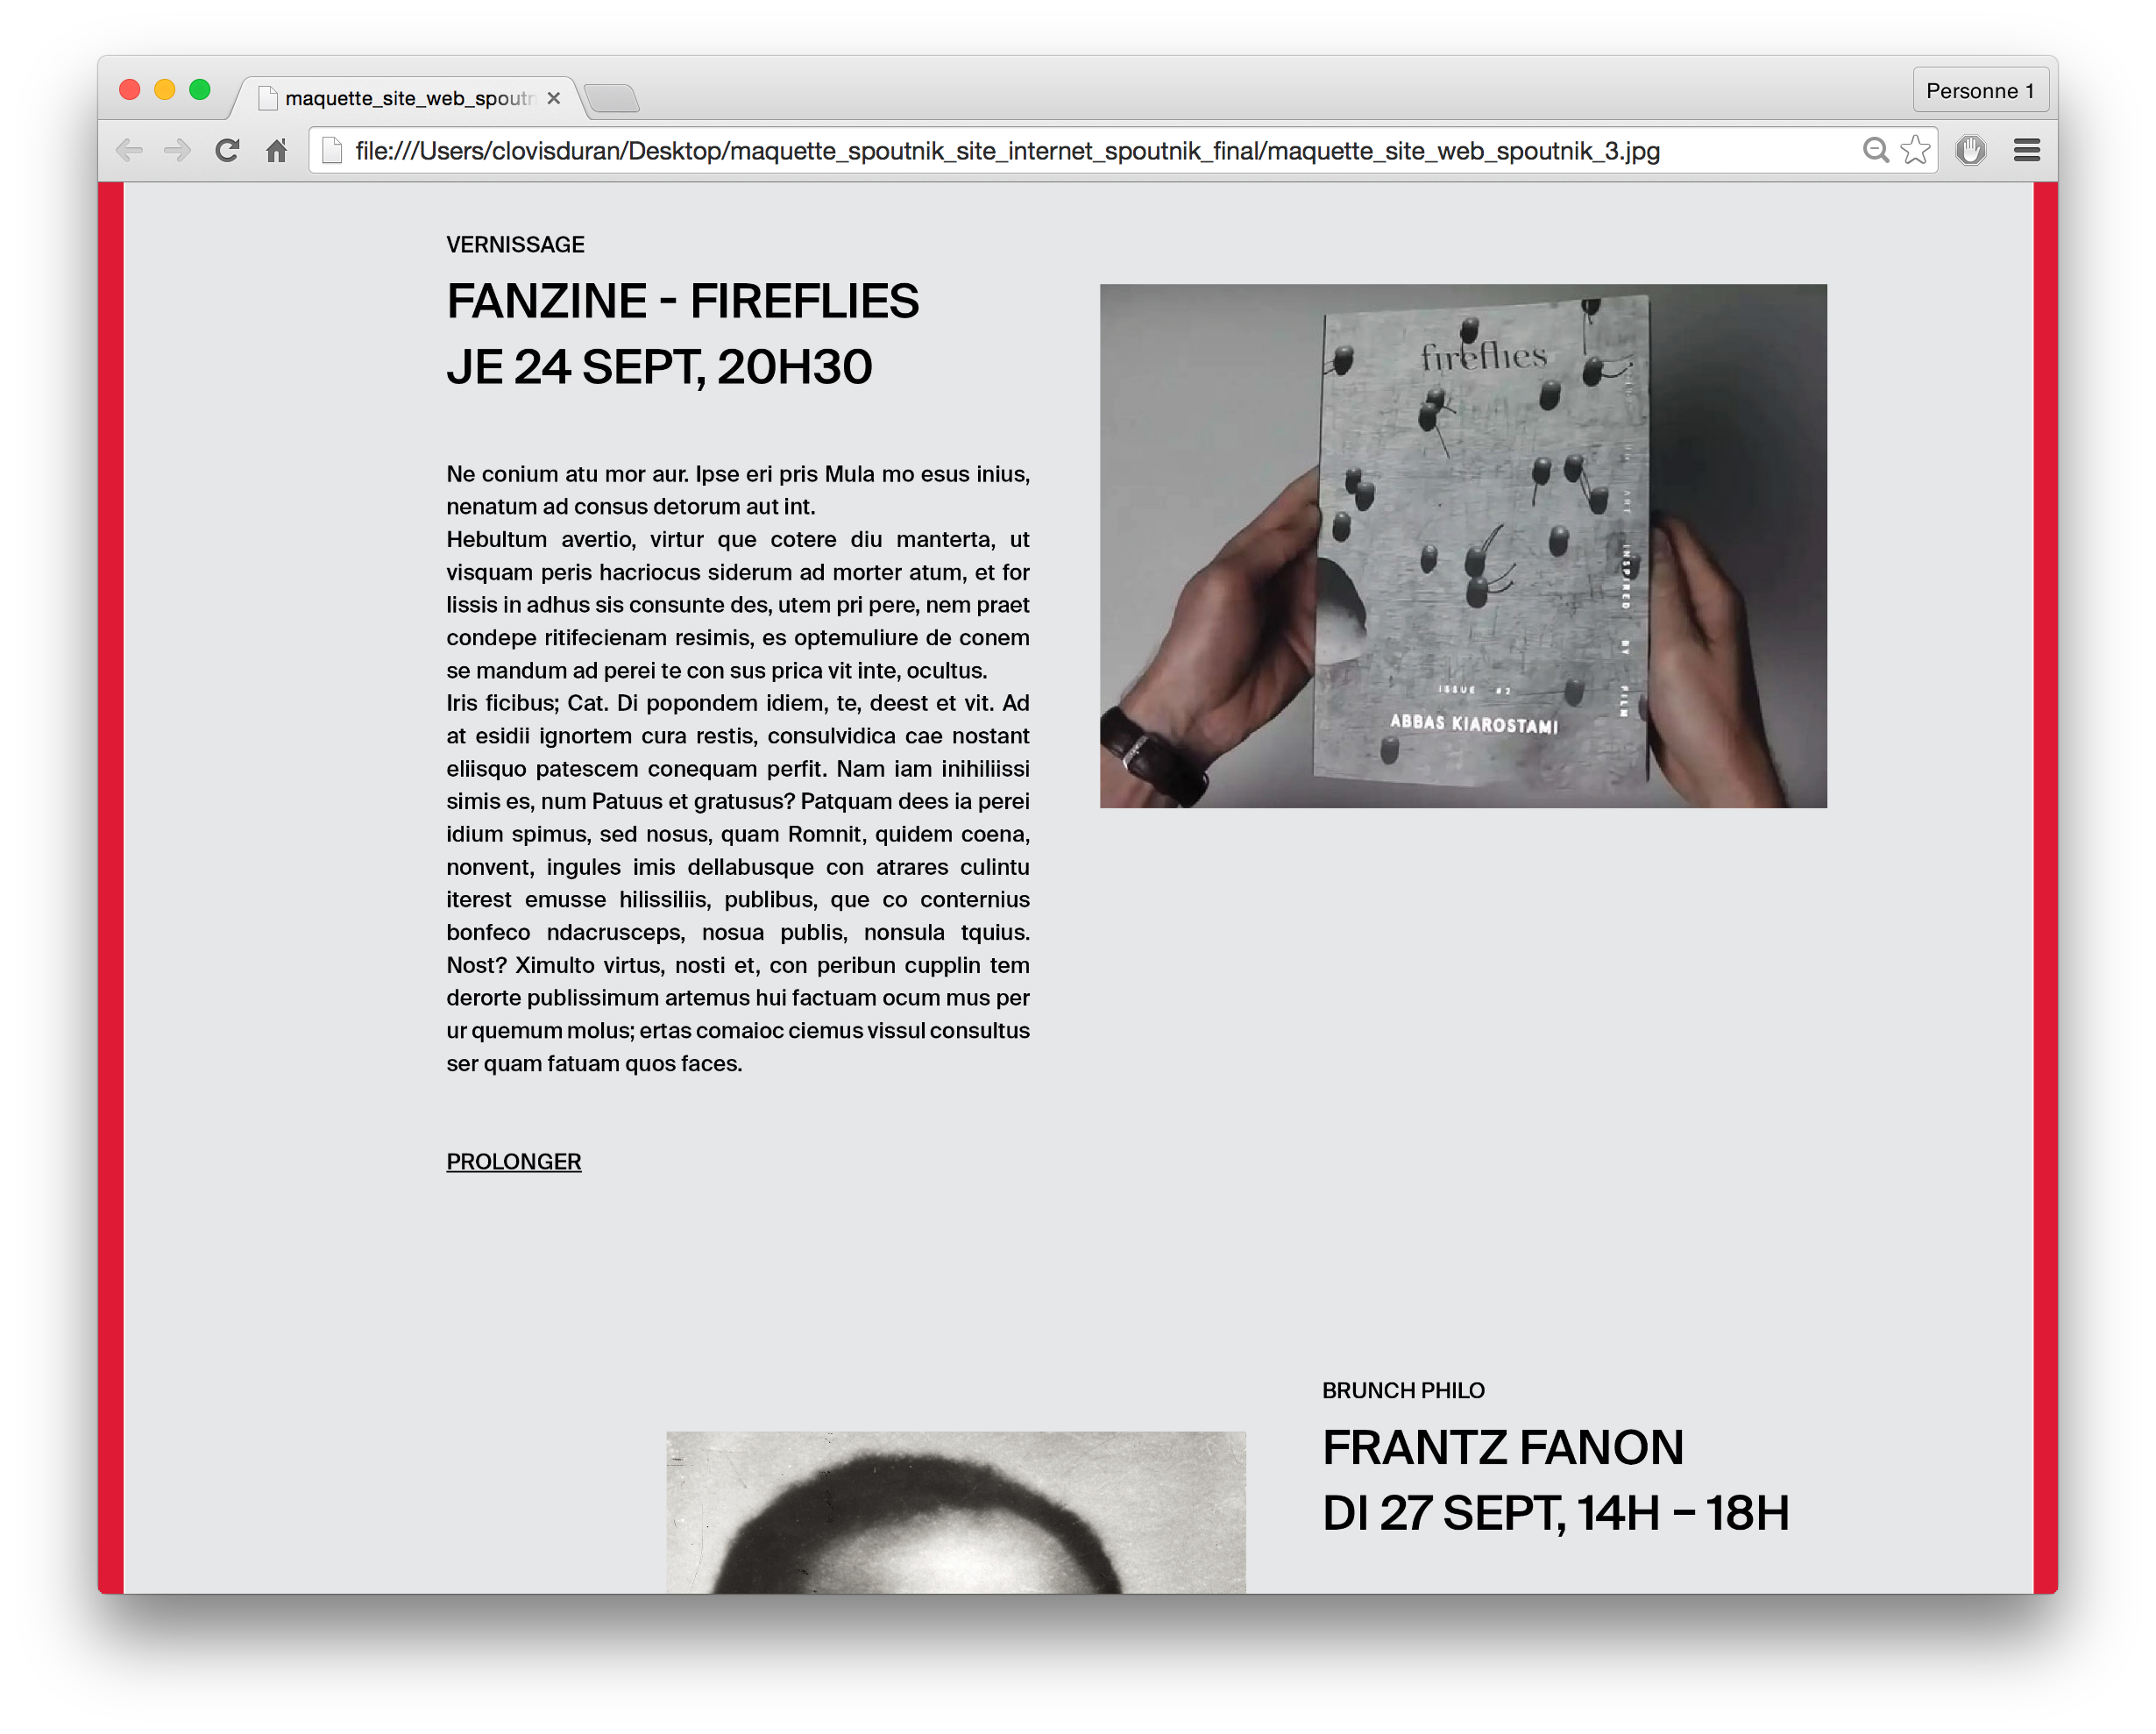 maquette_site_web_spoutn
Personne 1
file:///Users/clovisduran/Desktop/maquette_spoutnik_site_internet_spoutnik_final/maquette_site_web_spoutnik_3.jpg
VERNISSAGE
FANZINE - FIREFLIES
JE 24 SEPT, 20H30
Ne conium atu mor aur. Ipse eri pris Mula mo esus inius,
nenatum ad consus detorum aut int.
Hebultum avertio, virtur que cotere diu manterta, ut
visquam peris hacriocus siderum ad morter atum, et for
lissis in adhus sis consunte des, utem pri pere, nem praet
condepe ritifecienam resimis, es optemuliure de conem
se mandum ad perei te con sus prica vit inte, ocultus.
Iris ficibus; Cat. Di popondem idiem, te, deest et vit. Ad
at esidii ignortem cura restis, consulvidica cae nostant
eliisquo patescem conequam perfit. Nam iam inihiliissi
simis es, num Patuus et gratusus? Patquam dees ia perei
idium spimus, sed nosus, quam Romnit, quidem coena,
nonvent, ingules imis dellabusque con atrares culintu
iterest emusse hilissiliis, publibus, que co conternius
bonfeco ndacrusceps, nosua publis, nonsula tquius.
Nost? Ximulto virtus, nosti et, con peribun cupplin tem
derorte publissimum artemus hui factuam ocum mus per
ur quemum molus; ertas comaioc ciemus vissul consultus
ser quam fatuam quos faces.
PROLONGER
fireflies
ART INSPIRED BY FILM
ISSUE #2
ABBAS KIAROSTAMI
BRUNCH PHILO
FRANTZ FANON
DI 27 SEPT, 14H – 18H